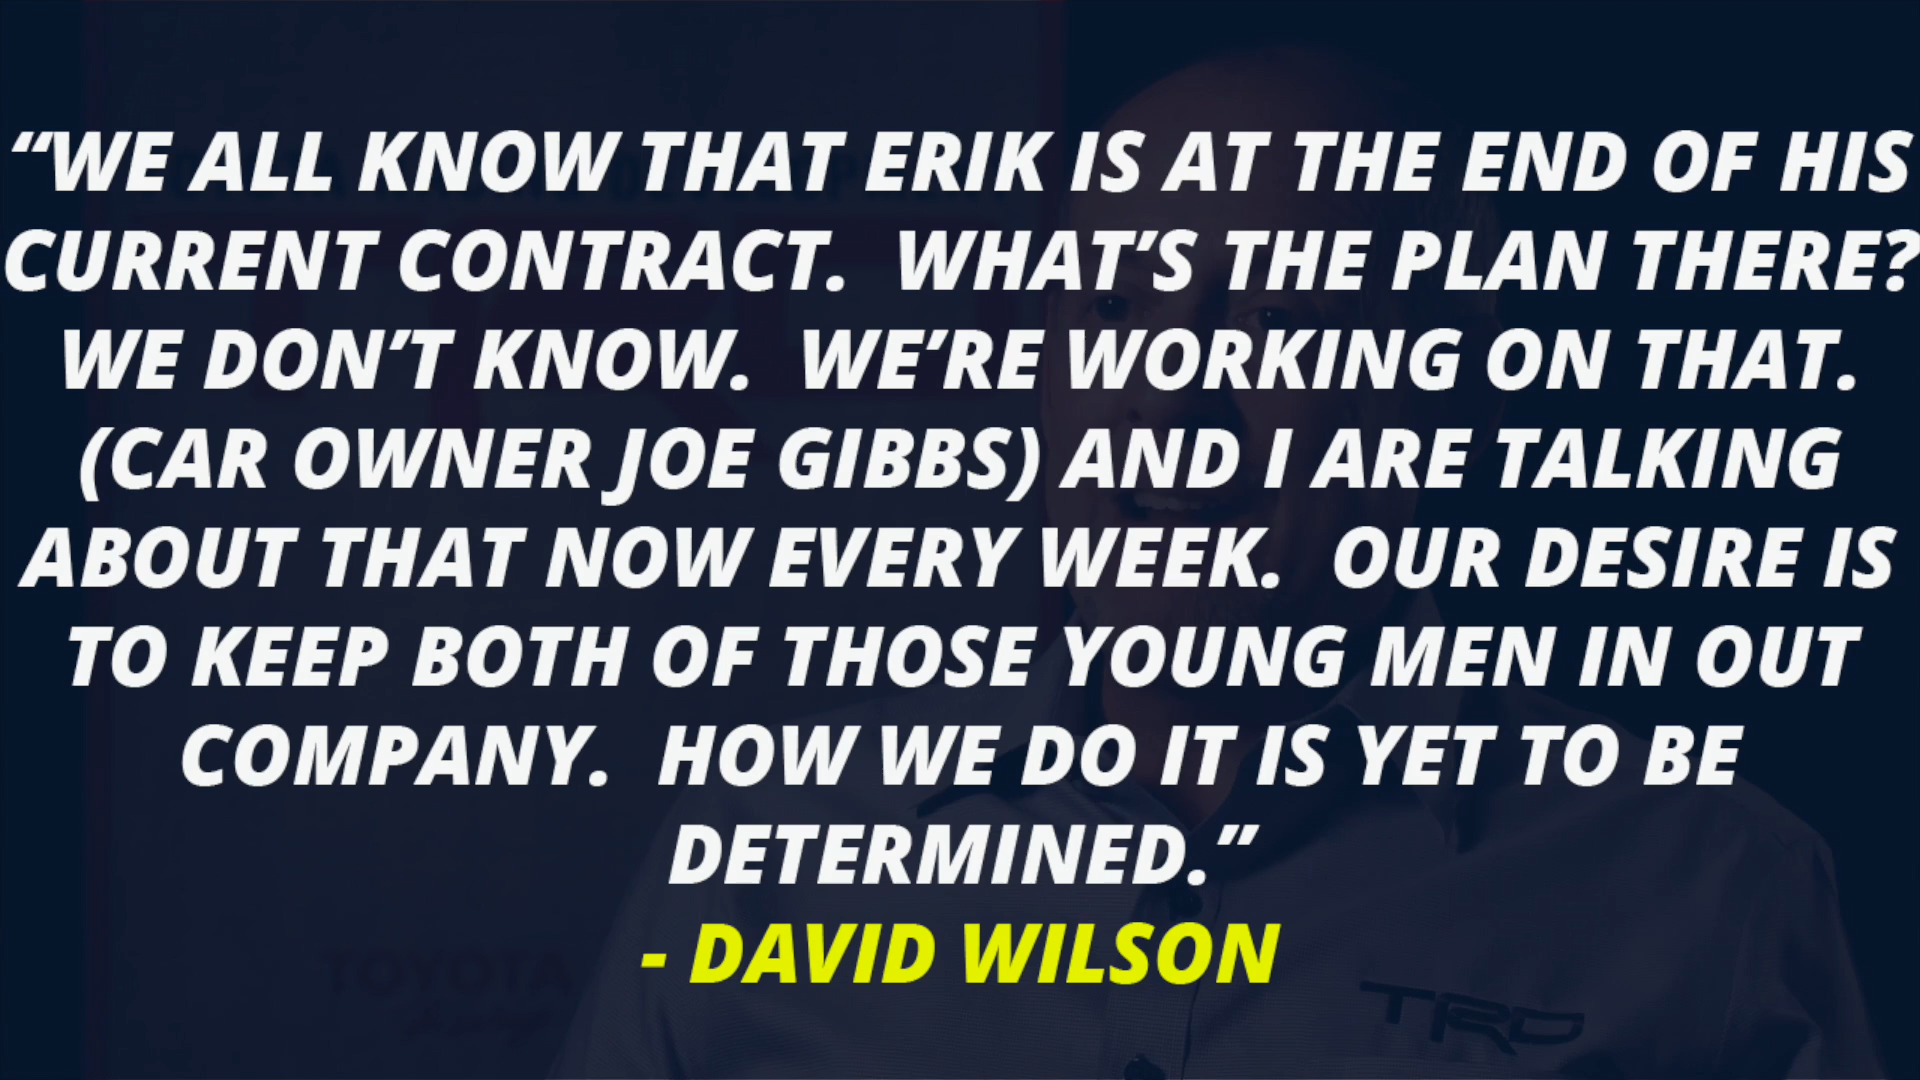 “WE ALL KNOW THAT ERIK IS AT THE END OF HIS
CURRENT CONTRACT.  WHAT’S THE PLAN THERE?
WE DON’T KNOW.  WE’RE WORKING ON THAT.
(CAR OWNER JOE GIBBS) AND I ARE TALKING
ABOUT THAT NOW EVERY WEEK.  OUR DESIRE IS
TO KEEP BOTH OF THOSE YOUNG MEN IN OUT
COMPANY.  HOW WE DO IT IS YET TO BE
DETERMINED.”
- DAVID WILSON
TOYOTA
TRD